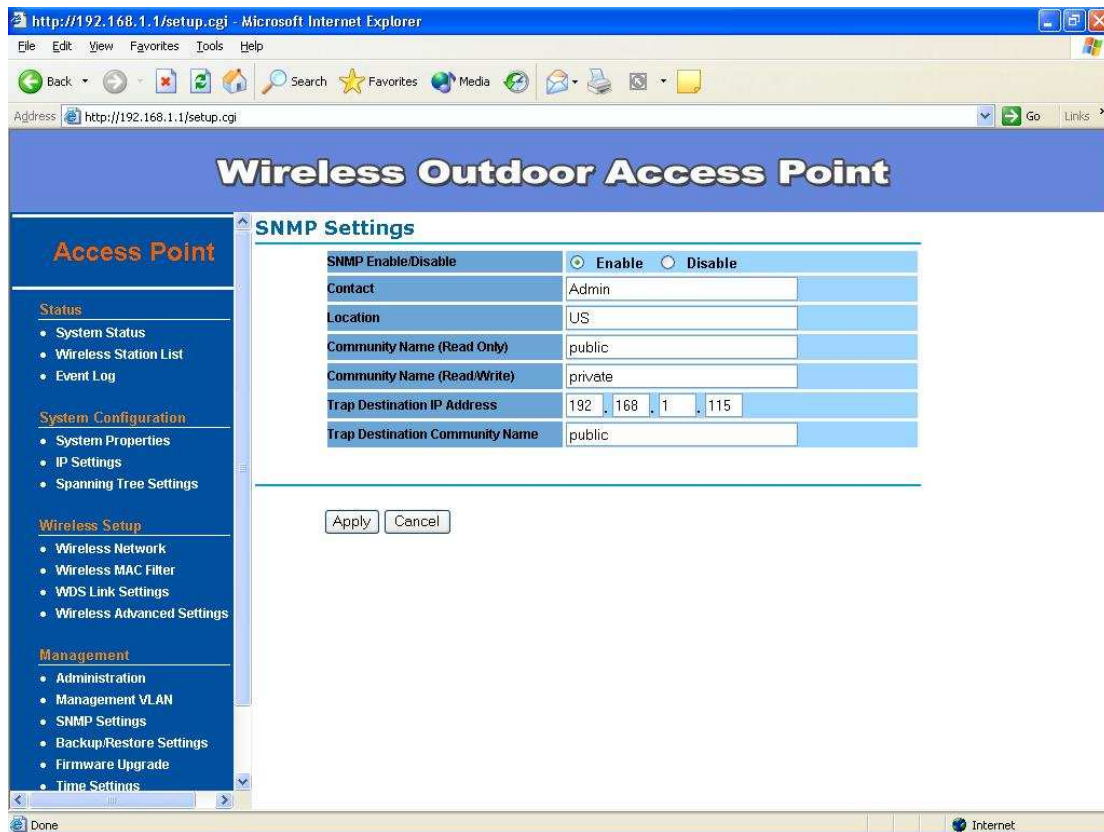 http://192.168.1.1/setup.cgi - Microsoft Internet Explorer
File Edit View Favorites Tools Help
Back Search Favorites Media
Address http://192.168.1.1/setup.cgi Go Links
Wireless Outdoor Access Point
Access Point
Status
System Status
Wireless Station List
Event Log
System Configuration
System Properties
IP Settings
Spanning Tree Settings
Wireless Setup
Wireless Network
Wireless MAC Filter
WDS Link Settings
Wireless Advanced Settings
Management
Administration
Management VLAN
SNMP Settings
Backup/Restore Settings
Firmware Upgrade
Time Settings
SNMP Settings
SNMP Enable/Disable Enable Disable
Contact Admin
Location US
Community Name (Read Only) public
Community Name (Read/Write) private
Trap Destination IP Address 192 . 168 . 1 . 115
Trap Destination Community Name public
Apply Cancel
Done Internet